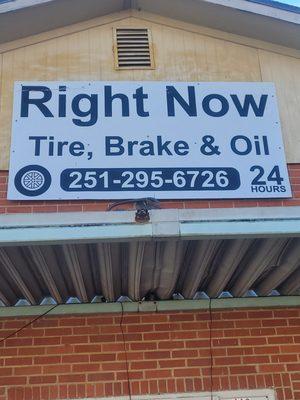 Right Now
Tire, Brake & Oil
251-295-6726
24
HOURS